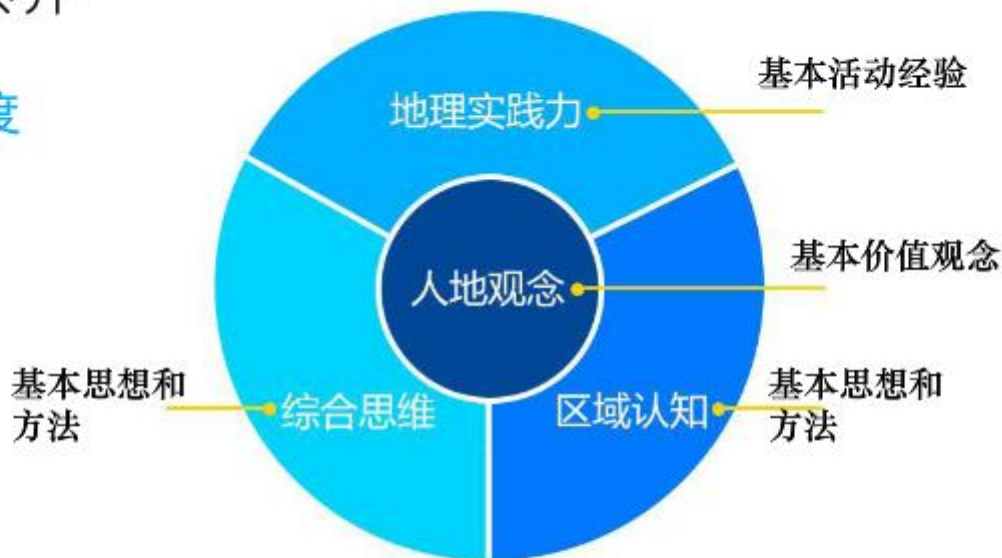 度
地理实践力
基本活动经验
人地观念
基本价值观念
基本思想和
方法
综合思维
区域认知
基本思想和
方法